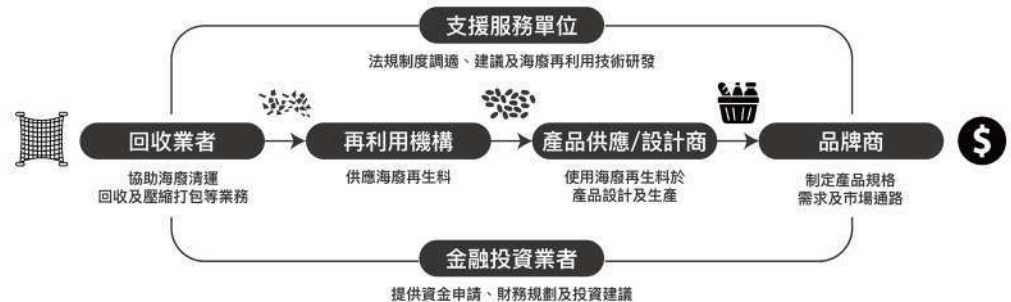 支援服務單位
法規制度調適、建議及海廢再利用技術研發
回收業者
協助海廢清運
回收及壓縮打包等業務
再利用機構
供應海廢再生料
產品供應/設計商
使用海廢再生料於
產品設計及生產
品牌商
制定產品規格
需求及市場通路
$
金融投資業者
提供資金申請、財務規劃及投資建議